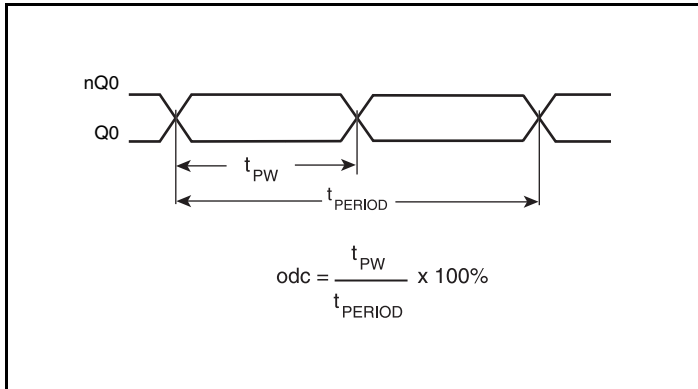 nQ0
Q0
tPW
tPERIOD
odc = tPW / tPERIOD x 100%